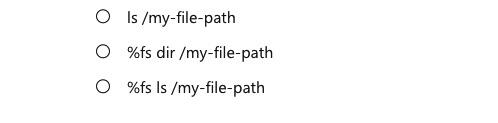 ls /my-file-path
%fs dir /my-file-path
%fs ls /my-file-path